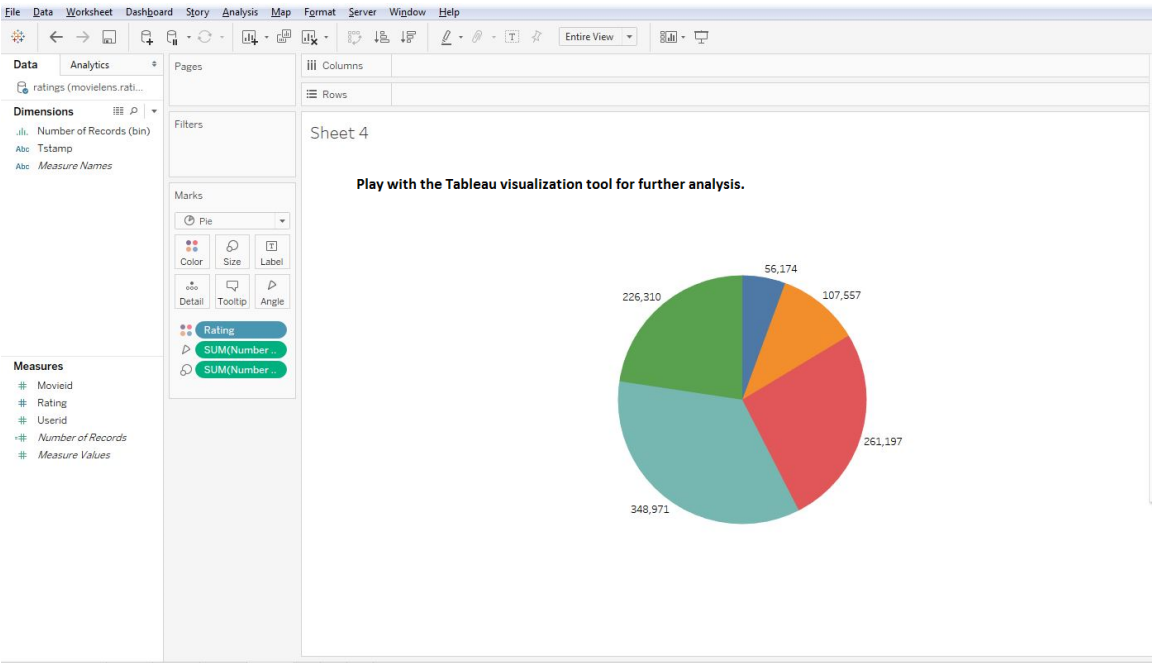 File Data Worksheet Dashboard Story Analysis Map Format Server Window Help
T Entire View
Data Analytics
ratings (movielens.rati...
Dimensions
Number of Records (bin)
Abc Tstamp
Abc Measure Names
Measures
# Movieid
# Rating
# Userid
# Number of Records
# Measure Values
Pages
Filters
Marks
Pie
Color Size Label
Detail Tooltip Angle
Rating
SUM(Number ..
SUM(Number ..
Columns
Rows
Sheet 4
Play with the Tableau visualization tool for further analysis.
56,174
226,310 107,557
261,197
348,971